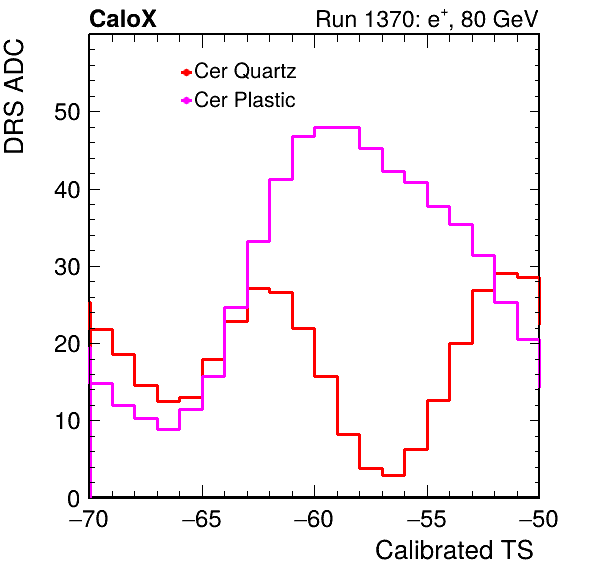 CaloX Run 1370: e⁺, 80 GeV
DRS ADC
Cer Quartz
Cer Plastic
50
40
30
20
10
0
−70 −65 −60 −55 −50
Calibrated TS